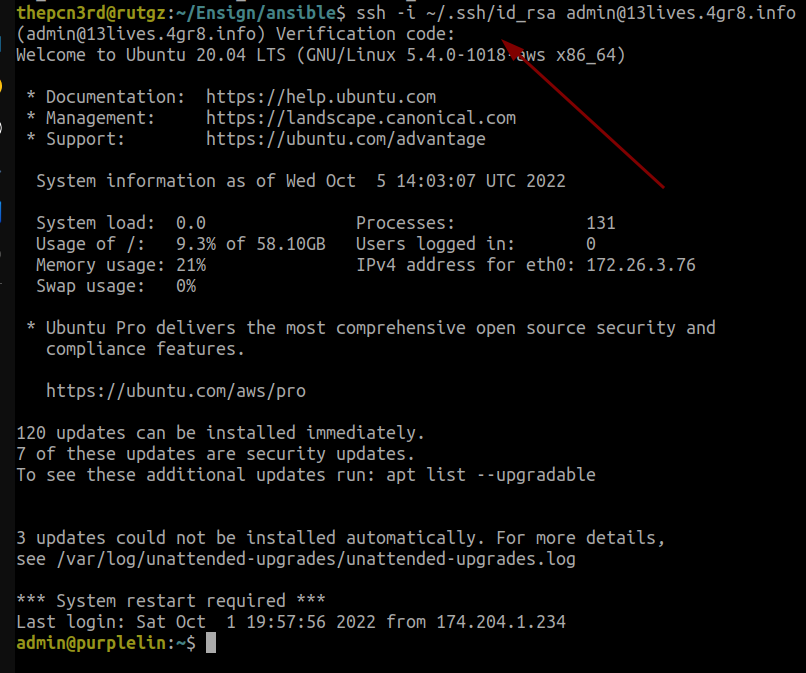 thepcn3rd@rutgz:~/Ensign/ansible$ ssh -i ~/.ssh/id_rsa admin@13lives.4gr8.info
(admin@13lives.4gr8.info) Verification code:
Welcome to Ubuntu 20.04 LTS (GNU/Linux 5.4.0-1018-aws x86_64)
* Documentation: https://help.ubuntu.com
* Management: https://landscape.canonical.com
* Support: https://ubuntu.com/advantage
System information as of Wed Oct 5 14:03:07 UTC 2022
System load: 0.0 Processes: 131
Usage of /: 9.3% of 58.10GB Users logged in: 0
Memory usage: 21% IPv4 address for eth0: 172.26.3.76
Swap usage: 0%
* Ubuntu Pro delivers the most comprehensive open source security and
compliance features.
https://ubuntu.com/aws/pro
120 updates can be installed immediately.
7 of these updates are security updates.
To see these additional updates run: apt list --upgradable
3 updates could not be installed automatically. For more details,
see /var/log/unattended-upgrades/unattended-upgrades.log
*** System restart required ***
Last login: Sat Oct 1 19:57:56 2022 from 174.204.1.234
admin@purplelin:~$